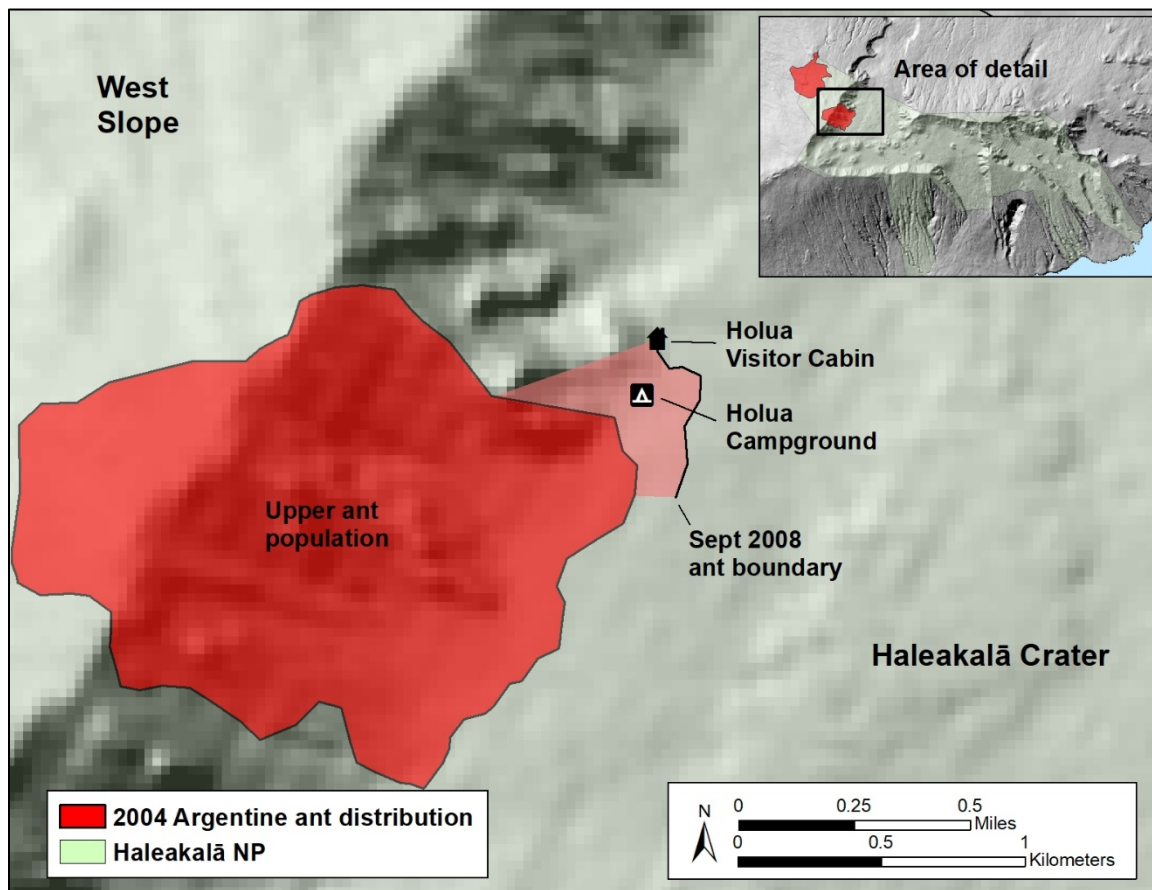 West
Slope
Area of detail
Holua
Visitor Cabin
Holua
Campground
Upper ant
population
Sept 2008
ant boundary
Haleakalā Crater
2004 Argentine ant distribution
Haleakalā NP
N
0 0.25 0.5
Miles
0 0.5 1
Kilometers